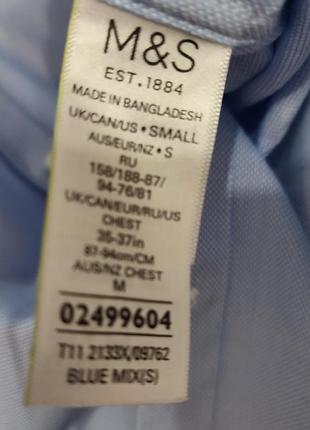 M&S
EST.1884
MADE IN BANGLADESH
UK/CAN/US • SMALL
AUS/EUR/NZ • S
RU
158/188-87/
94-76/81
UK/CAN/EUR/RU/US
CHEST
35-37in
87-94cm/CM
AUS/NZ CHEST
M
02499604
T11 2133X/09762
BLUE MIX(S)